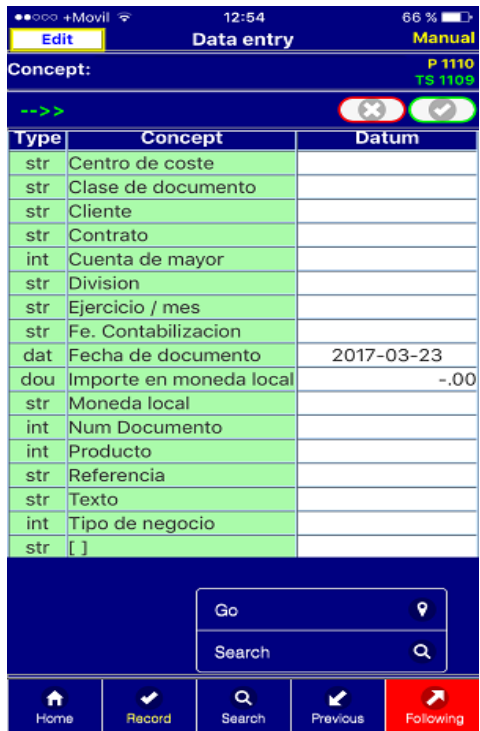 +Movil 12:54 66 %
Edit Data entry Manual
Concept: P 1110
TS 1109
-->>
Type Concept Datum
str Centro de coste
str Clase de documento
str Cliente
str Contrato
int Cuenta de mayor
str Division
str Ejercicio / mes
str Fe. Contabilizacion
dat Fecha de documento 2017-03-23
dou Importe en moneda local -.00
str Moneda local
int Num Documento
int Producto
str Referencia
str Texto
int Tipo de negocio
str [ ]
Go
Search
Home Record Search Previous Following